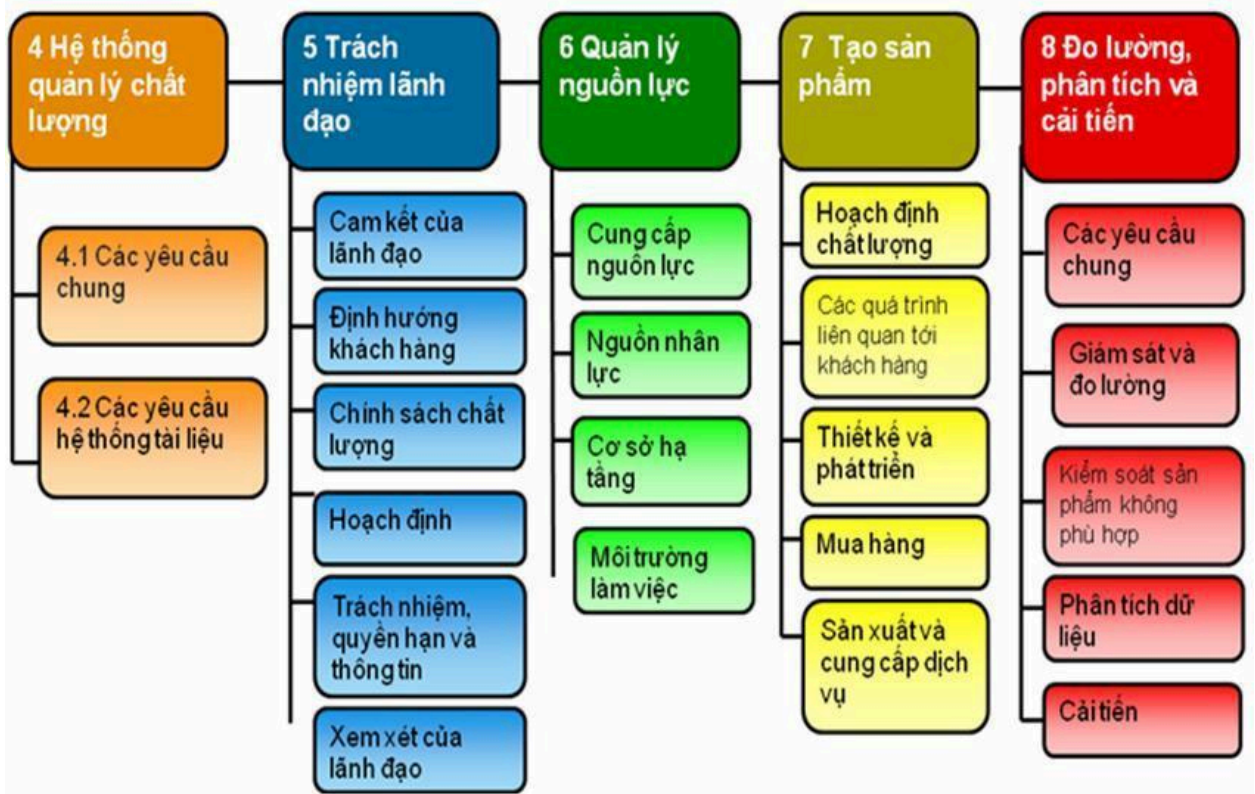 4 Hệ thống
quản lý chất
lượng
4.1 Các yêu cầu
chung
4.2 Các yêu cầu
hệ thống tài liệu
5 Trách
nhiệm lãnh
đạo
Cam kết của
lãnh đạo
Định hướng
khách hàng
Chính sách chất
lượng
Hoạch định
Trách nhiệm,
quyền hạn và
thông tin
Xem xét của
lãnh đạo
6 Quản lý
nguồn lực
Cung cấp
nguồn lực
Nguồn nhân
lực
Cơ sở hạ
tầng
Môi trường
làm việc
7 Tạo sản
phẩm
Hoạch định
chất lượng
Các quá trình
liên quan tới
khách hàng
Thiết kế và
phát triển
Mua hàng
Sản xuất và
cung cấp dịch
vụ
8 Đo lường,
phân tích và
cải tiến
Các yêu cầu
chung
Giám sát và
đo lường
Kiểm soát sản
phẩm không
phù hợp
Phân tích dữ
liệu
Cải tiến